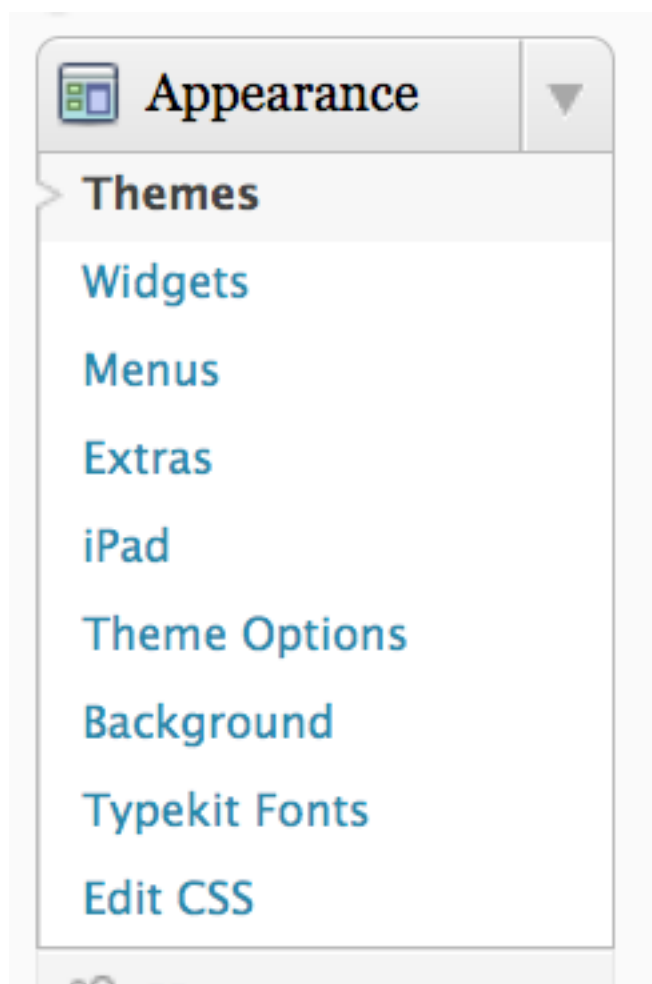 Appearance
Themes
Widgets
Menus
Extras
iPad
Theme Options
Background
Typekit Fonts
Edit CSS